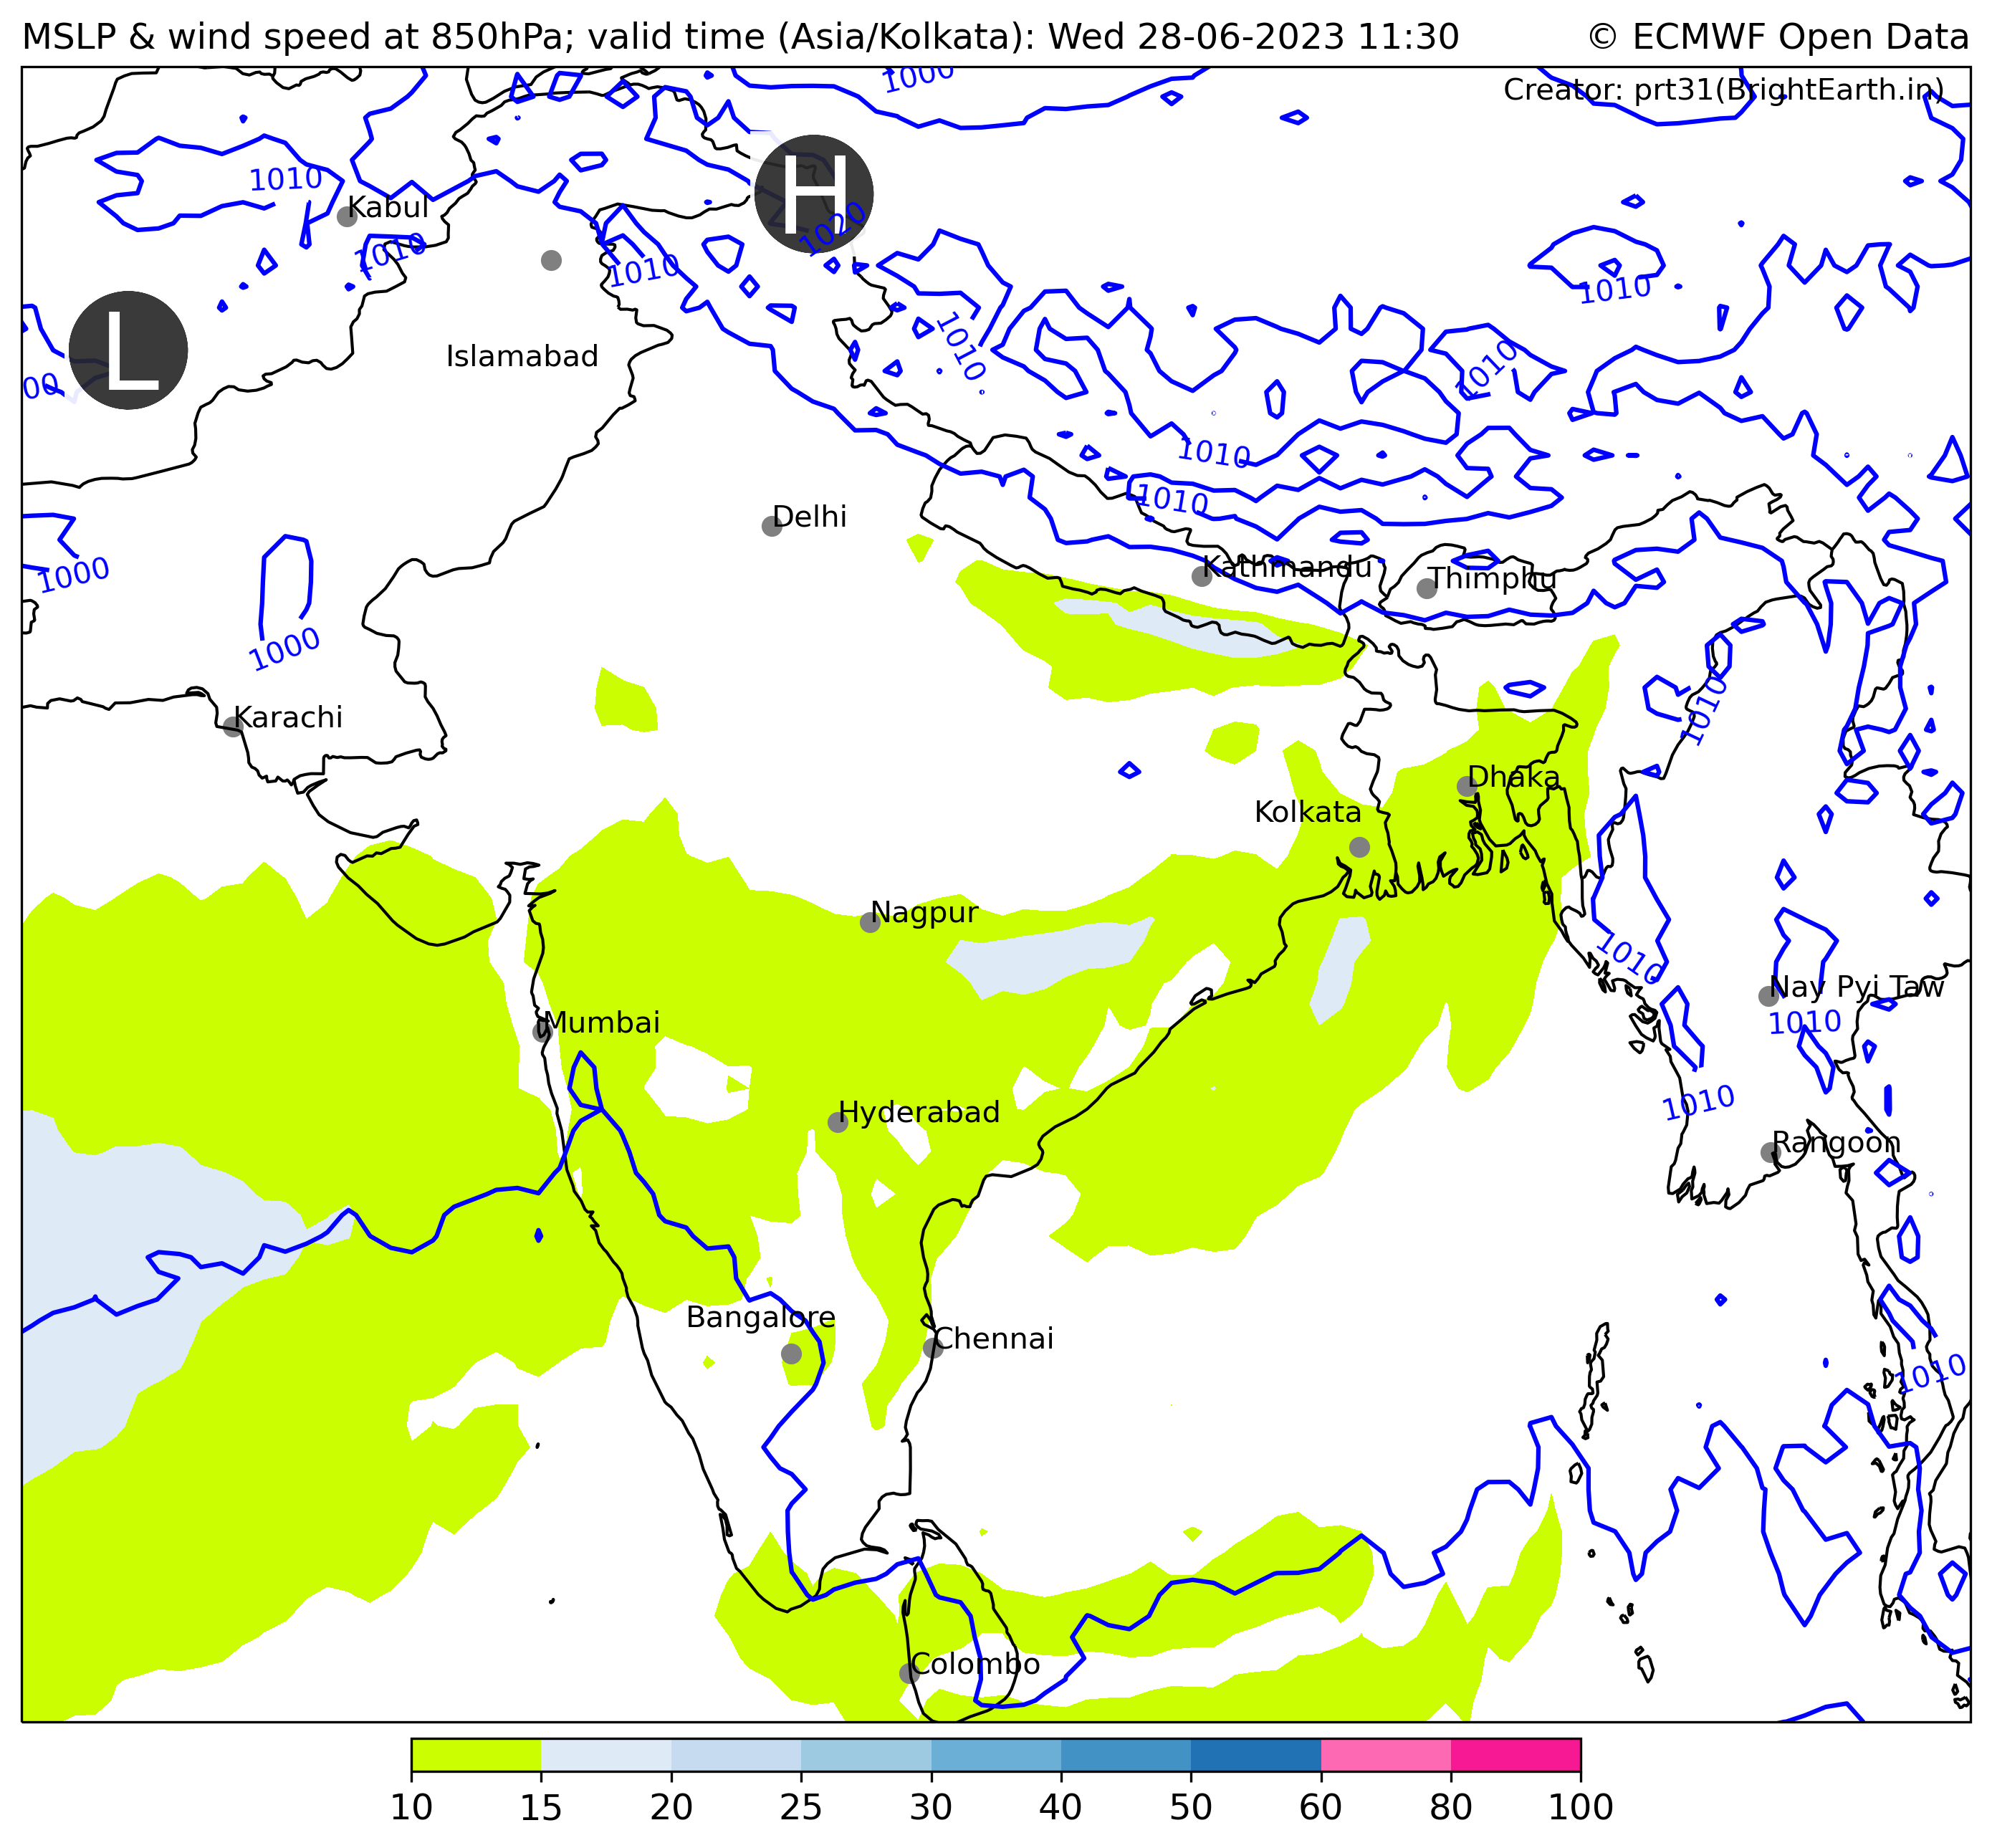 MSLP & wind speed at 850hPa; valid time (Asia/Kolkata): Wed 28-06-2023 11:30
© ECMWF Open Data
1000
Creator: prt31(BrightEarth.in)
1010
Kabul
H
1020
1010
1010
1010
L
1010
Islamabad
1010
00
1010
1010
Delhi
1000
Kathmandu
Thimphu
1000
1010
Karachi
Dhaka
Kolkata
Nagpur
1010
Nay Pyi Taw
Mumbai
1010
Hyderabad
1010
Rangoon
Bangalore
Chennai
1010
Colombo
10 15 20 25 30 40 50 60 80 100